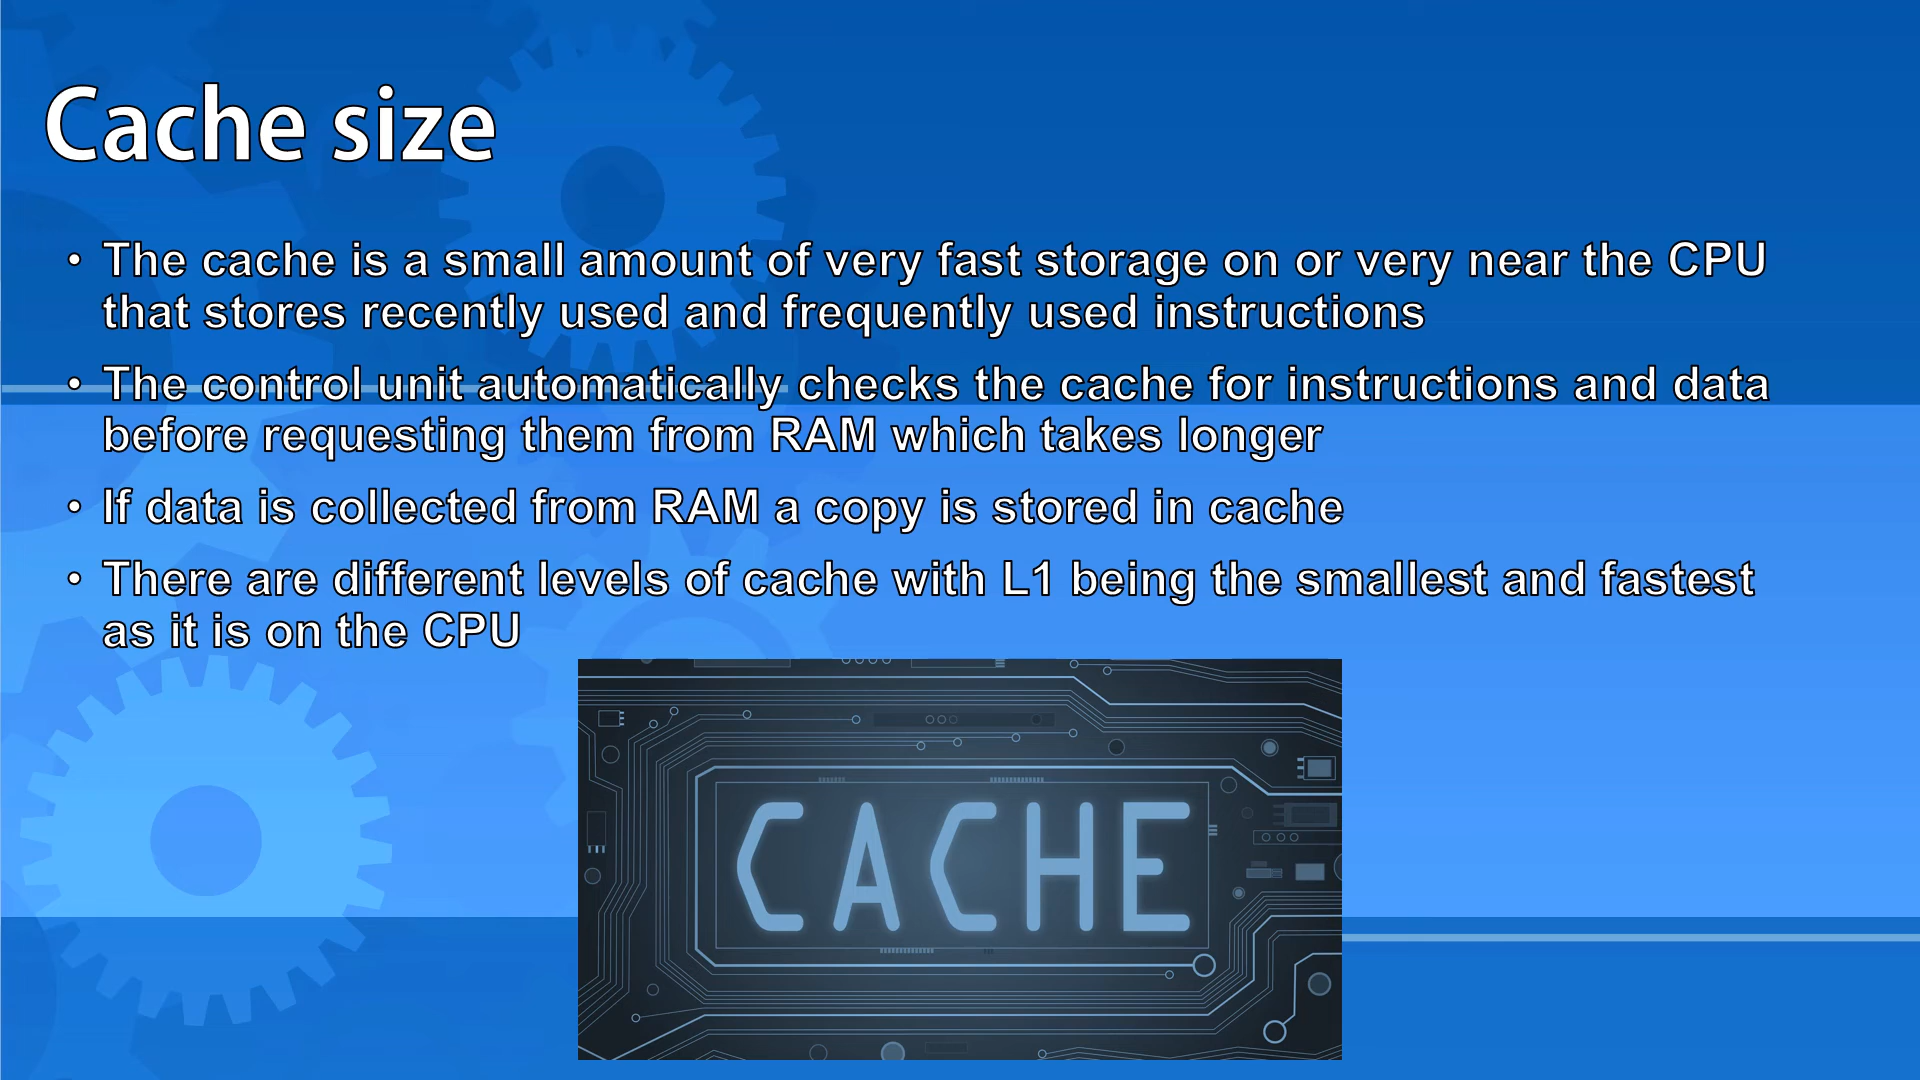 Cache size
• The cache is a small amount of very fast storage on or very near the CPU
that stores recently used and frequently used instructions
• The control unit automatically checks the cache for instructions and data
before requesting them from RAM which takes longer
• If data is collected from RAM a copy is stored in cache
• There are different levels of cache with L1 being the smallest and fastest
as it is on the CPU
CACHE